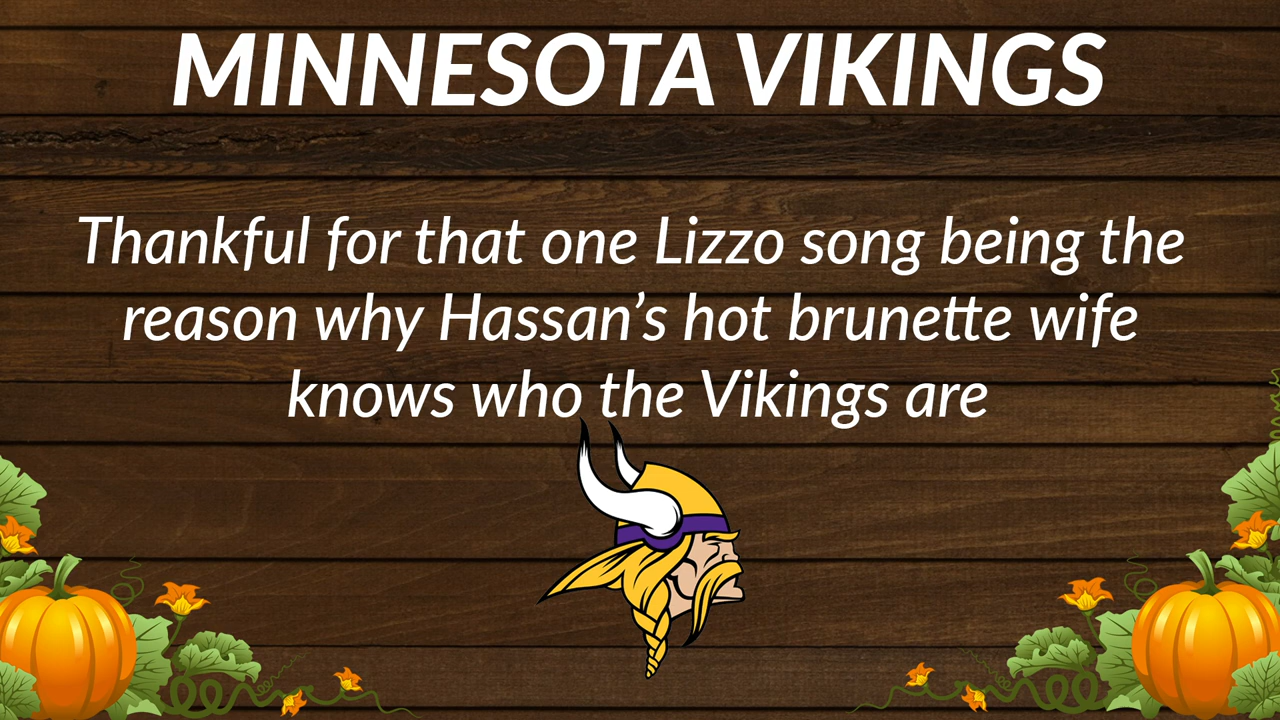 MINNESOTA VIKINGS
Thankful for that one Lizzo song being the
reason why Hassan’s hot brunette wife
knows who the Vikings are